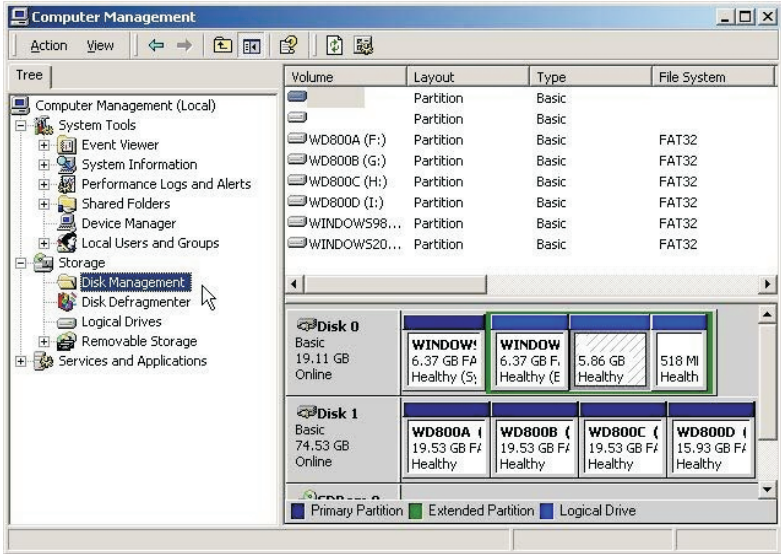 Computer Management
Action View
Tree
Computer Management (Local)
System Tools
Event Viewer
System Information
Performance Logs and Alerts
Shared Folders
Device Manager
Local Users and Groups
Storage
Disk Management
Disk Defragmenter
Logical Drives
Removable Storage
Services and Applications
Volume Layout Type File System
Partition Basic
Partition Basic
WD800A (F:) Partition Basic FAT32
WD800B (G:) Partition Basic FAT32
WD800C (H:) Partition Basic FAT32
WD800D (I:) Partition Basic FAT32
WINDOWS98... Partition Basic FAT32
WINDOWS20... Partition Basic FAT32
Disk 0
Basic
19.11 GB
Online
WINDOWS
6.37 GB FA
Healthy (S
WINDOW
6.37 GB F
Healthy (E
5.86 GB
Healthy
518 M
Health
Disk 1
Basic
74.53 GB
Online
WD800A (
19.53 GB FA
Healthy
WD800B (
19.53 GB FA
Healthy
WD800C (
19.53 GB FA
Healthy
WD800D (
15.93 GB FA
Healthy
Primary Partition Extended Partition Logical Drive